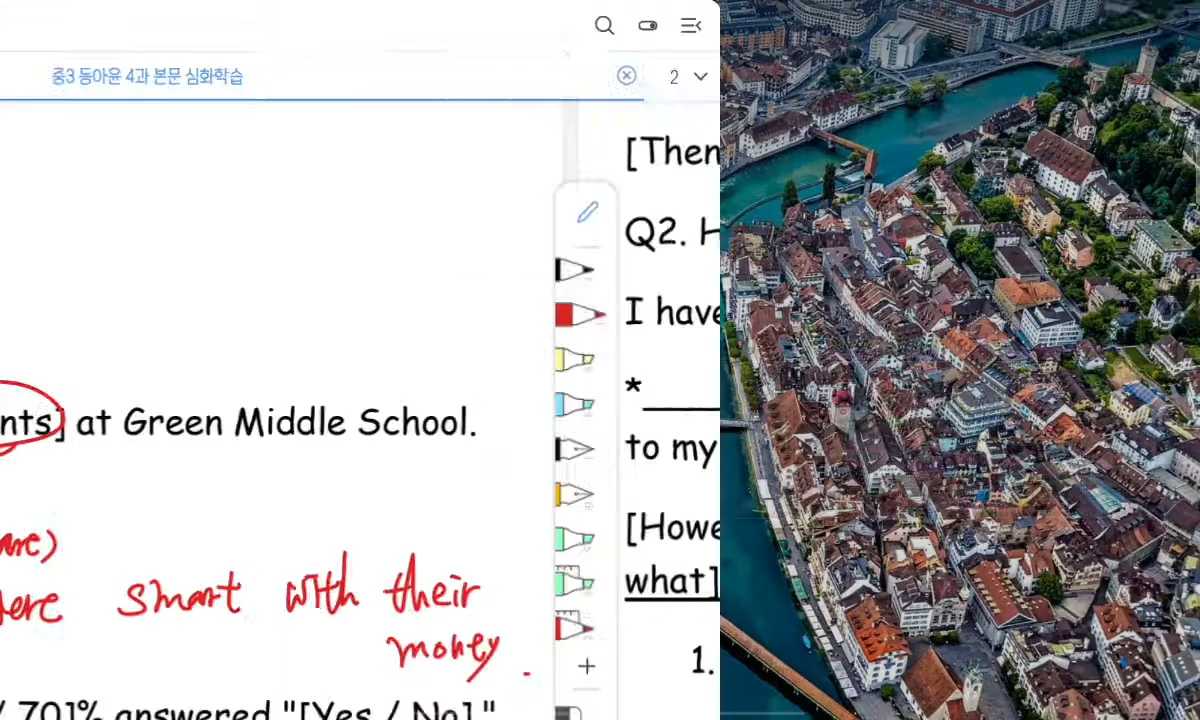 중3 동아윤 4과 본문 심화학습
2
nts] at Green Middle School.
are)
were smart with their
money.
70]% answered "[Yes / No]"
[Then
Q2. H
I have
*
to my
[Howe
what]
1.